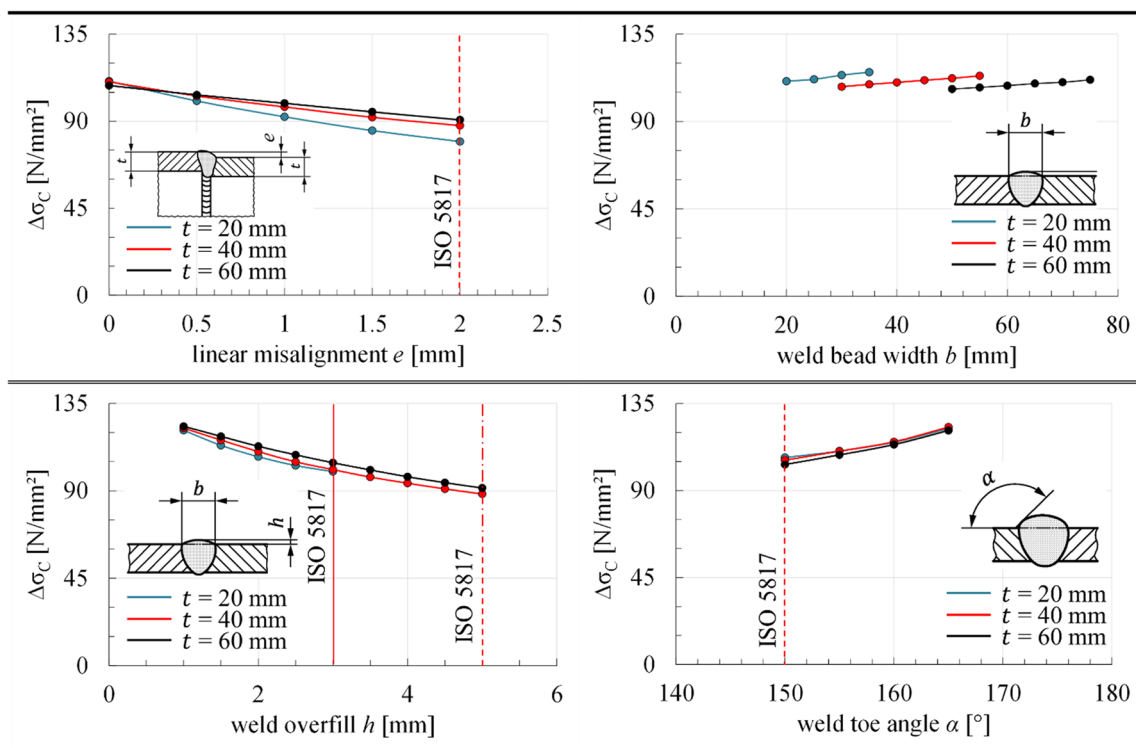 135
90
45
0
Δσ_C [N/mm²]
e
t
t
t = 20 mm
t = 40 mm
t = 60 mm
ISO 5817
0 0.5 1 1.5 2 2.5
linear misalignment e [mm]
135
90
45
0
Δσ_C [N/mm²]
b
t = 20 mm
t = 40 mm
t = 60 mm
0 20 40 60 80
weld bead width b [mm]
135
90
45
0
Δσ_C [N/mm²]
b
h
t = 20 mm
t = 40 mm
t = 60 mm
ISO 5817
ISO 5817
0 2 4 6
weld overfill h [mm]
135
90
45
0
Δσ_C [N/mm²]
α
ISO 5817
t = 20 mm
t = 40 mm
t = 60 mm
140 150 160 170 180
weld toe angle α [°]